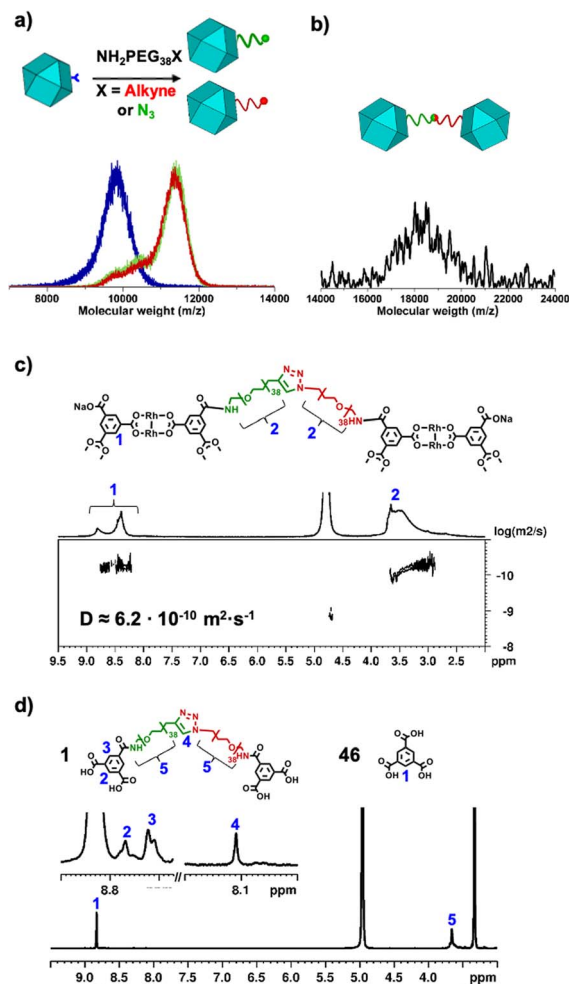 a)
NH2PEG38X
X = Alkyne
or N3
8000 10000 12000 14000
Molecular weight (m/z)
b)
14000 16000 18000 20000 22000 24000
Molecular weigth (m/z)
c)
NaO O O NH O 38 N=N N O 38 HN O O ONa
1 O Rh O O Rh O 2 2 O Rh O O Rh O
1 2
log(m2/s)
-10
-9
-8
D ≈ 6.2 · 10-10 m2·s-1
9.5 9.0 8.5 8.0 7.5 7.0 6.5 6.0 5.5 5.0 4.5 4.0 3.5 3.0 2.5
ppm
d)
1 3 O NH O 38 4 N N=N O 38 HN O
HO O 2 O OH 5 5 O OH O OH
46 O OH O OH 1 O OH
2 3 4
8.8 8.1 ppm
1 5
9.0 8.5 8.0 7.5 7.0 6.5 6.0 5.5 5.0 4.5 4.0 ppm